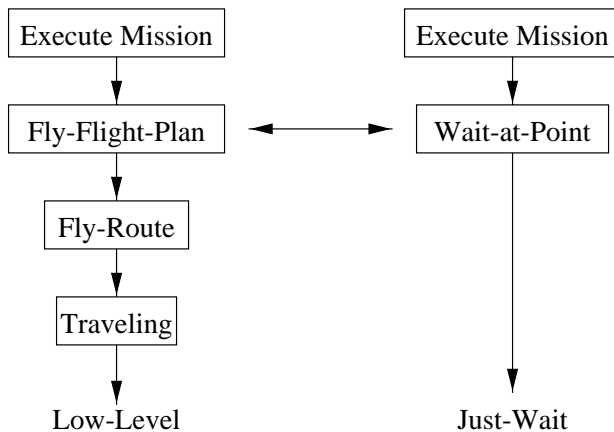 Execute Mission
Execute Mission
Fly-Flight-Plan
Wait-at-Point
Fly-Route
Traveling
Low-Level
Just-Wait